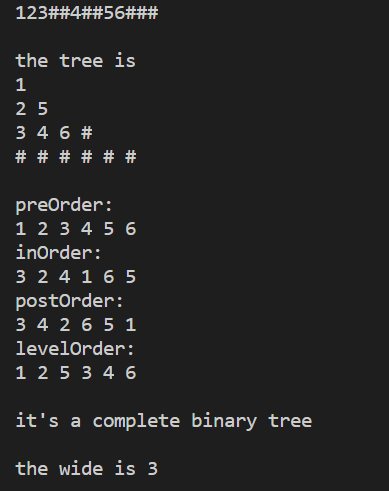 123##4##56###
the tree is
1
2 5
3 4 6 #
# # # # # #
preOrder:
1 2 3 4 5 6
inOrder:
3 2 4 1 6 5
postOrder:
3 4 2 6 5 1
levelOrder:
1 2 5 3 4 6
it's a complete binary tree
the wide is 3